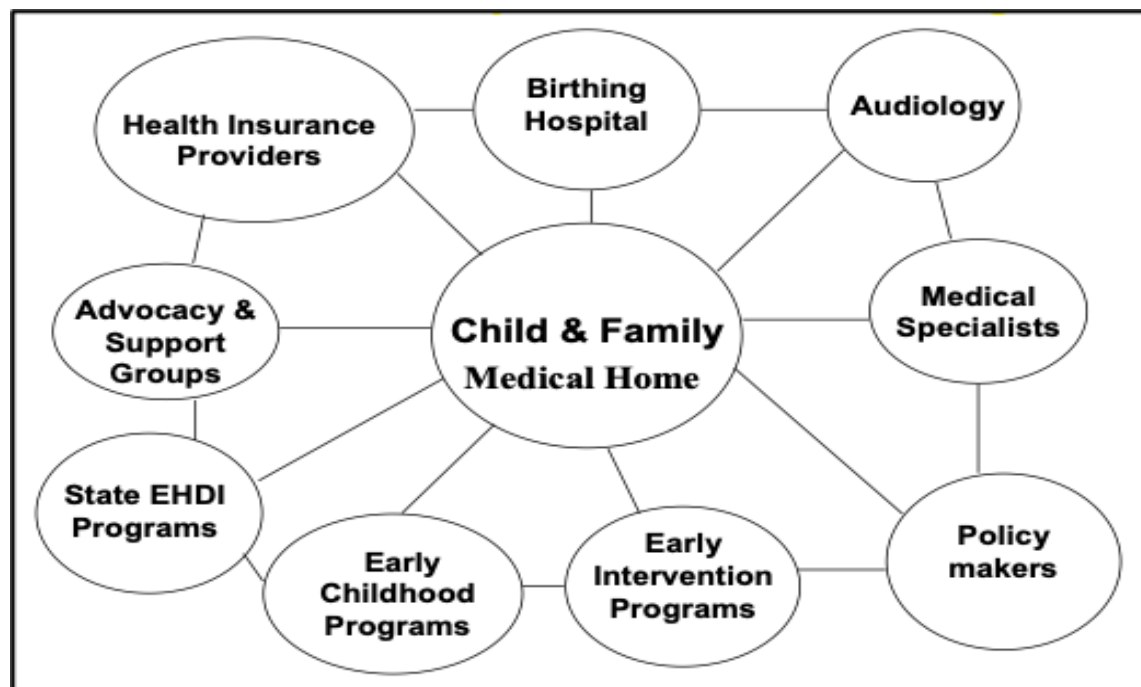 Health Insurance
Providers
Birthing
Hospital
Audiology
Advocacy &
Support
Groups
Child & Family
Medical Home
Medical
Specialists
State EHDI
Programs
Early
Childhood
Programs
Early
Intervention
Programs
Policy
makers